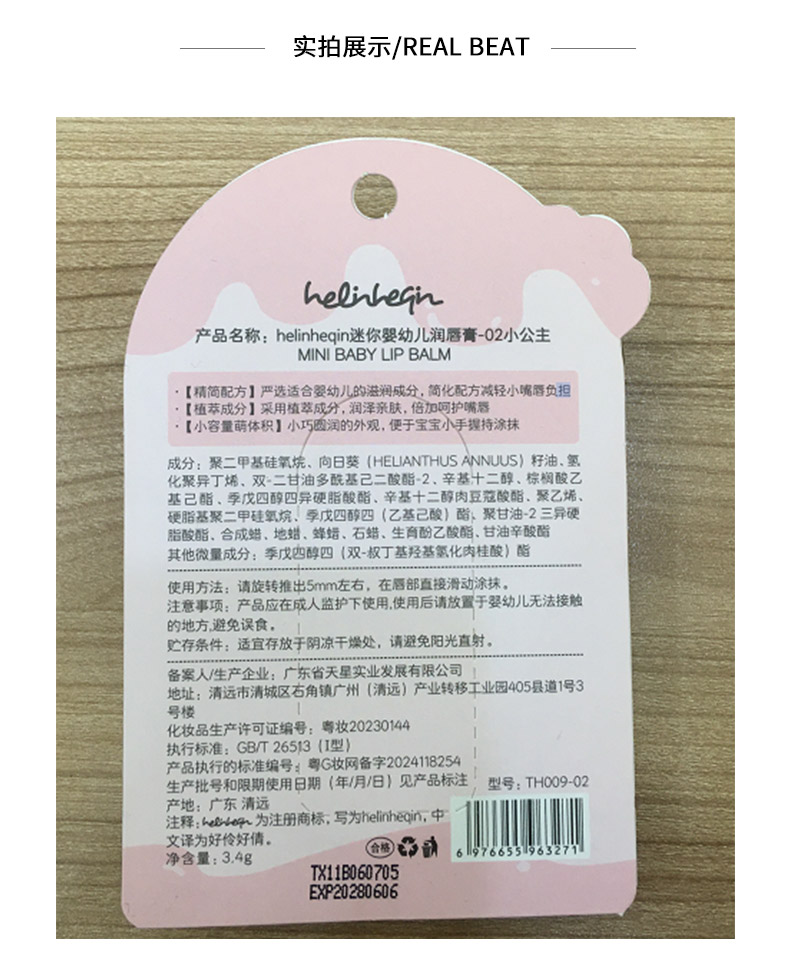 实拍展示/REAL BEAT
helinheqin
产品名称：helinheqin迷你婴幼儿润唇膏-02小公主
MINI BABY LIP BALM
·【精简配方】严选适合婴幼儿的滋润成分，简化配方减轻小嘴唇负担
·【植萃成分】采用植萃成分，润泽亲肤，倍加呵护嘴唇
·【小容量萌体积】小巧圆润的外观，便于宝宝小手握持涂抹
成分：聚二甲基硅氧烷、向日葵（HELIANTHUS ANNUUS）籽油、氢
化聚异丁烯、双-二甘油多酰基己二酸酯-2、辛基十二醇、棕榈酸乙
基己酯、季戊四醇四异硬脂酸酯、辛基十二醇肉豆蔻酸酯、聚乙烯、
硬脂基聚二甲硅氧烷、季戊四醇四（乙基己酸）酯、聚甘油-2 三异硬
脂酸酯、合成蜡、地蜡、蜂蜡、石蜡、生育酚乙酸酯、甘油辛酸酯
其他微量成分：季戊四醇四（双-叔丁基羟基氢化肉桂酸）酯
使用方法：请旋转推出5mm左右，在唇部直接滑动涂抹。
注意事项：产品应在成人监护下使用,使用后请放置于婴幼儿无法接触
的地方,避免误食。
贮存条件：适宜存放于阴凉干燥处，请避免阳光直射。
备案人/生产企业：广东省天星实业发展有限公司
地址：清远市清城区石角镇广州（清远）产业转移工业园405县道1号3
号楼
化妆品生产许可证编号：粤妆20230144
执行标准：GB/T 26513（I型）
产品执行的标准编号：粤G妆网备字2024118254
生产批号和限期使用日期（年/月/日）见产品标注
型号：TH009-02
产地：广东 清远
注释：helinheqin 为注册商标，写为helinheqin，中
文译为好伶好倩。
净含量：3.4g
合格
6 976655 963271
TX11B060705
EXP20280606